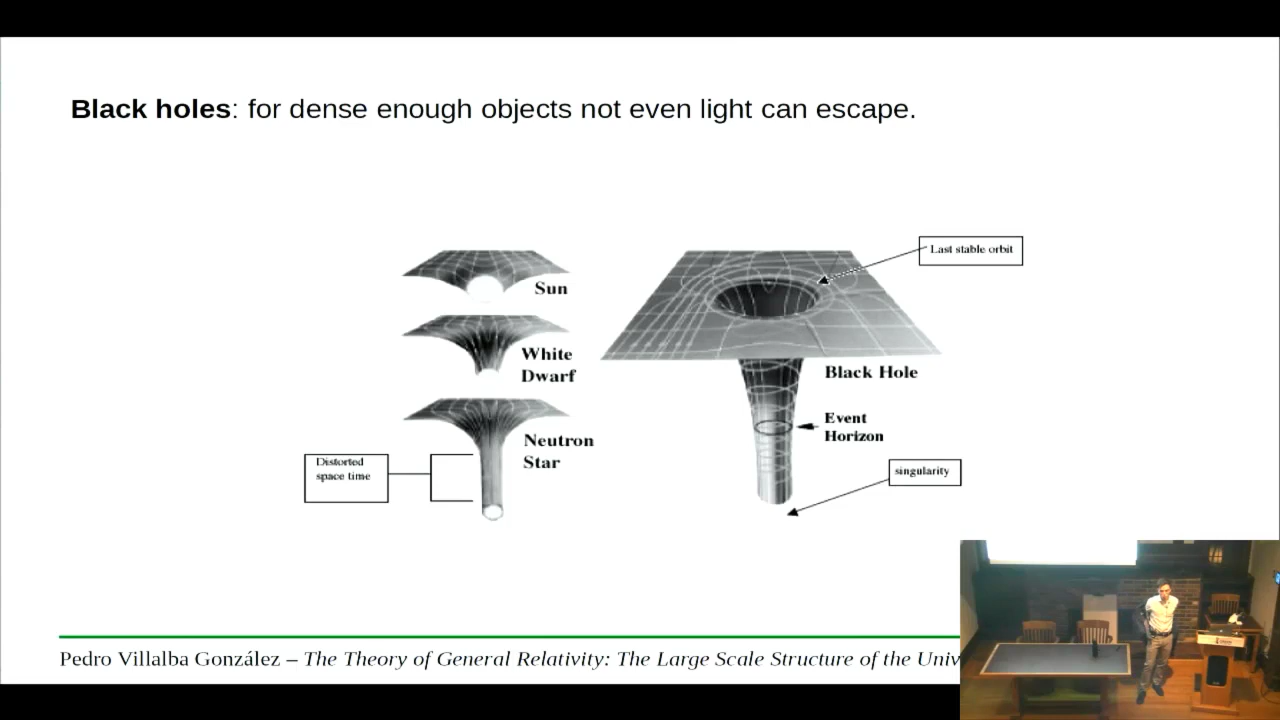 Black holes: for dense enough objects not even light can escape.
Last stable orbit
Sun
White
Dwarf
Black Hole
Event
Horizon
Neutron
Star
Distorted
space time
singularity
Pedro Villalba González – The Theory of General Relativity: The Large Scale Structure of the Univ